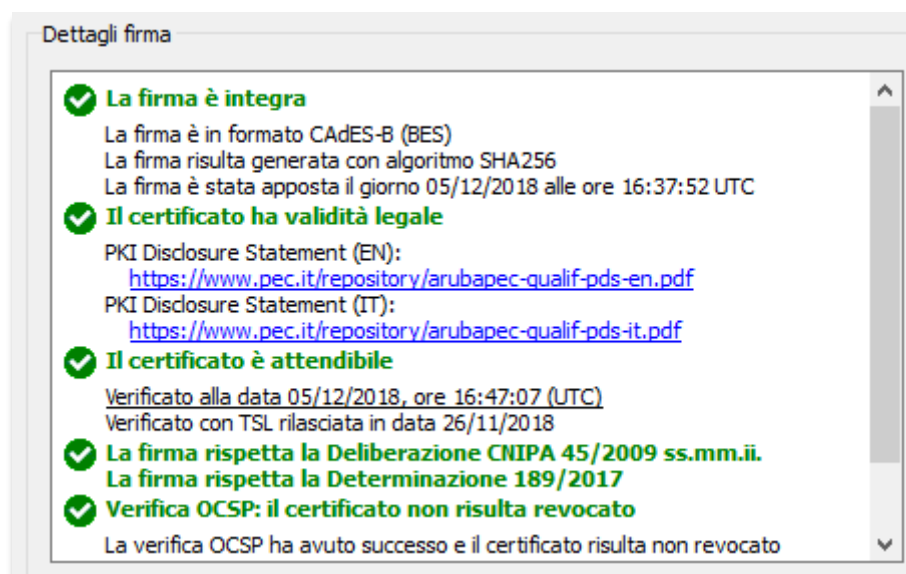 Dettagli firma
La firma è integra
La firma è in formato CAdES-B (BES)
La firma risulta generata con algoritmo SHA256
La firma è stata apposta il giorno 05/12/2018 alle ore 16:37:52 UTC
Il certificato ha validità legale
PKI Disclosure Statement (EN):
https://www.pec.it/repository/arubapec-qualif-pds-en.pdf
PKI Disclosure Statement (IT):
https://www.pec.it/repository/arubapec-qualif-pds-it.pdf
Il certificato è attendibile
Verificato alla data 05/12/2018, ore 16:47:07 (UTC)
Verificato con TSL rilasciata in data 26/11/2018
La firma rispetta la Deliberazione CNIPA 45/2009 ss.mm.ii.
La firma rispetta la Determinazione 189/2017
Verifica OCSP: il certificato non risulta revocato
La verifica OCSP ha avuto successo e il certificato risulta non revocato